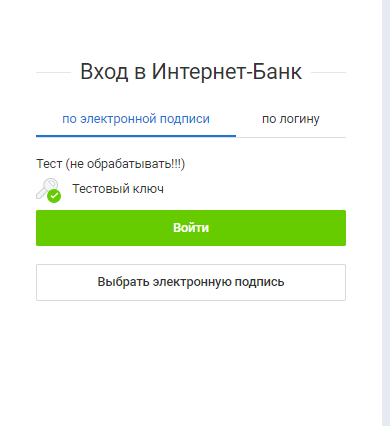 Вход в Интернет-Банк
по электронной подписи по логину
Тест (не обрабатывать!!!)
Тестовый ключ
Войти
Выбрать электронную подпись